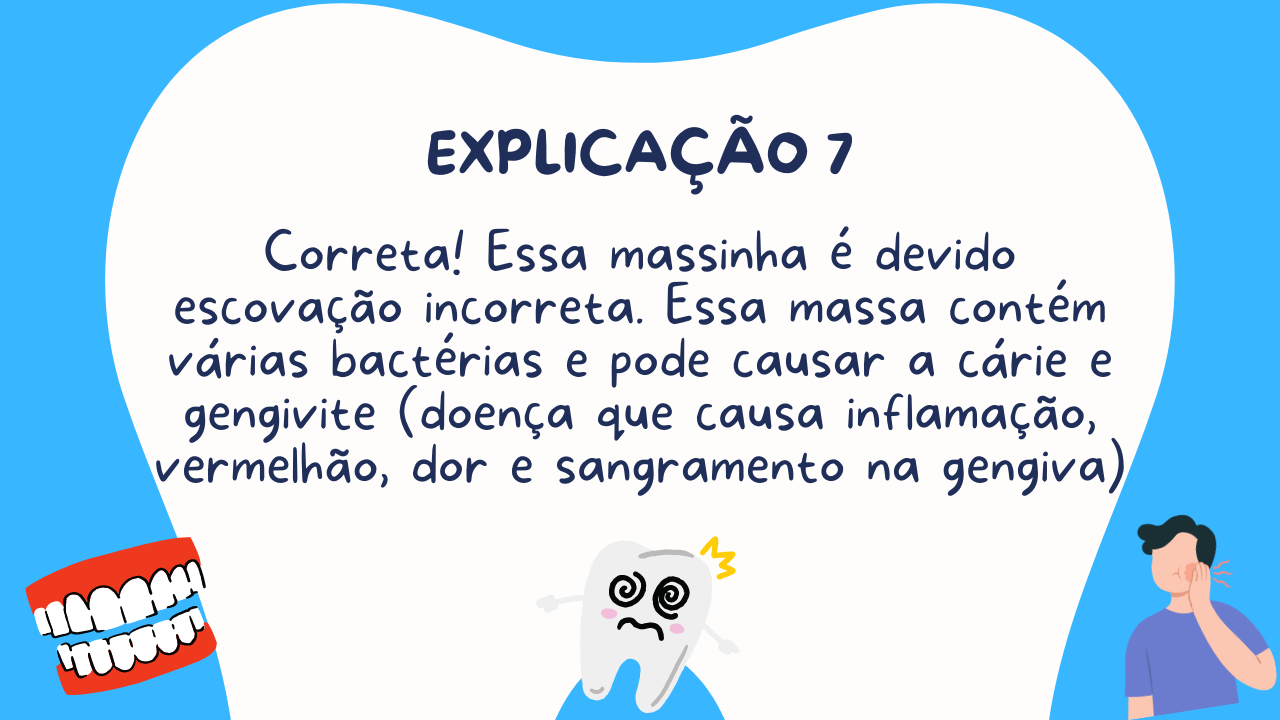 EXPLICAÇÃO 7
Correta! Essa massinha é devido
escovação incorreta. Essa massa contém
várias bactérias e pode causar a cárie e
gengivite (doença que causa inflamação,
vermelhão, dor e sangramento na gengiva)